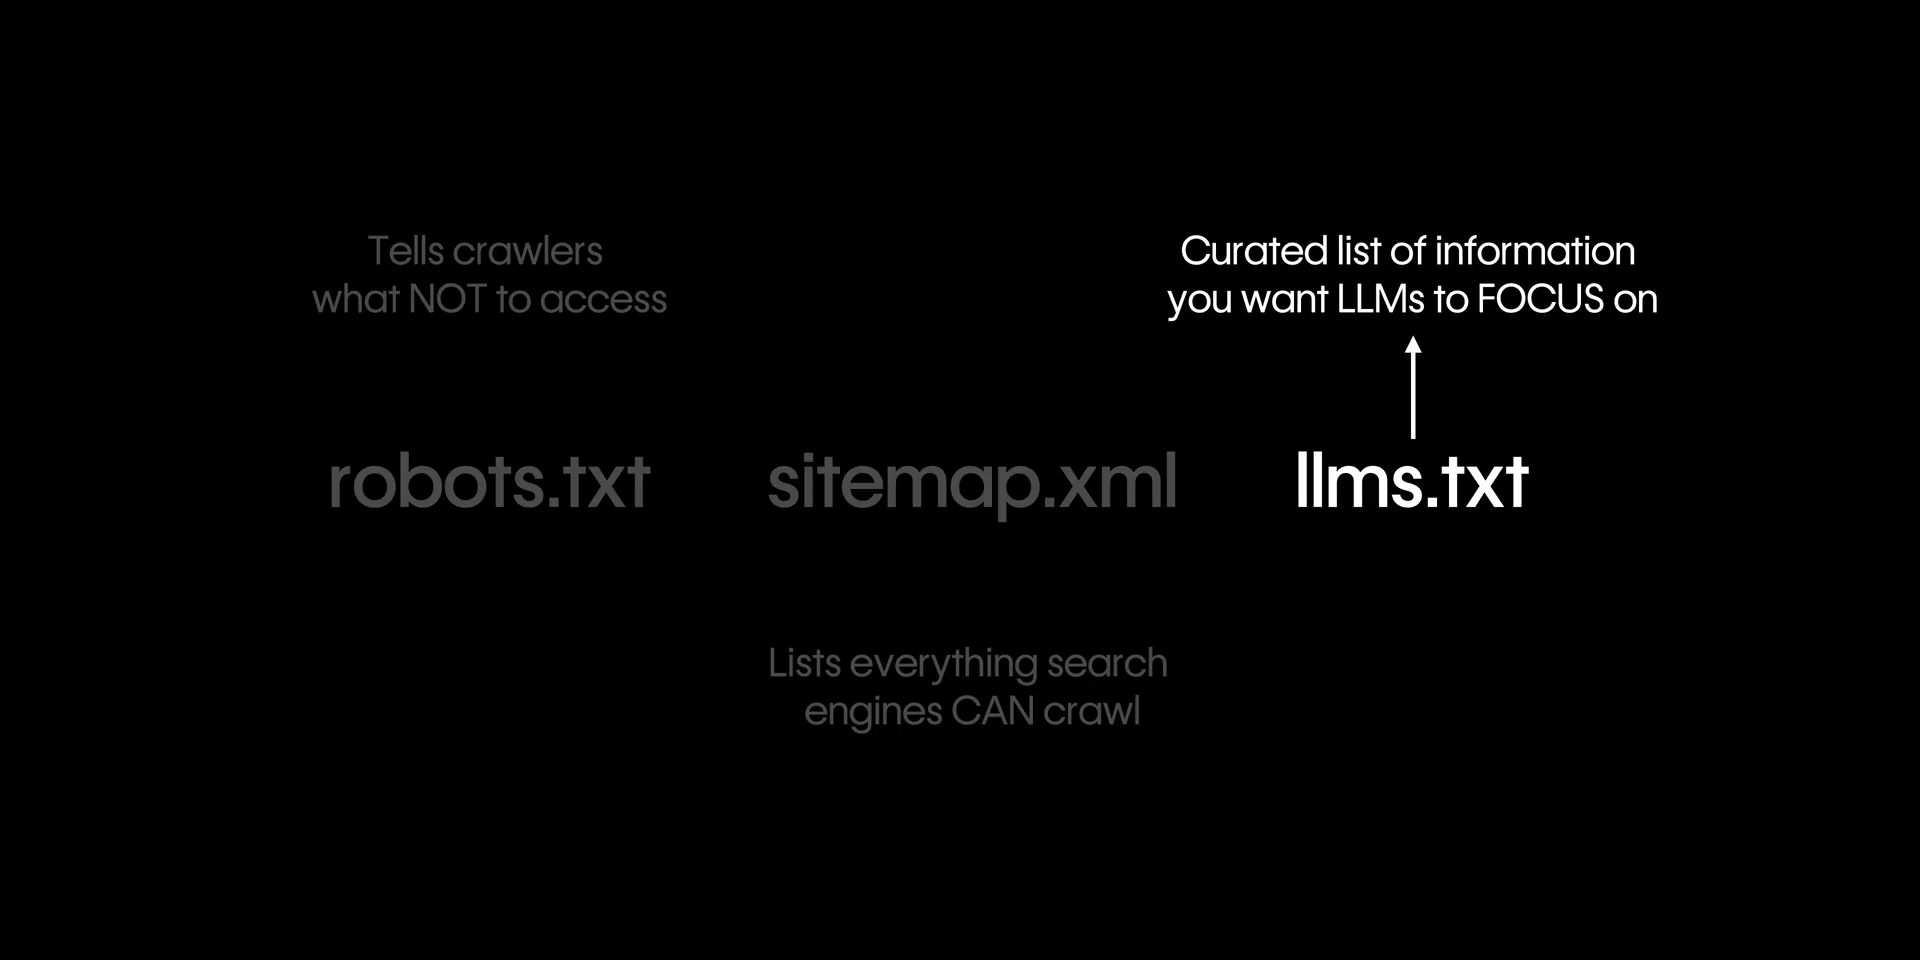 Tells crawlers
what NOT to access
Curated list of information
you want LLMs to FOCUS on
robots.txt
sitemap.xml
llms.txt
Lists everything search
engines CAN crawl